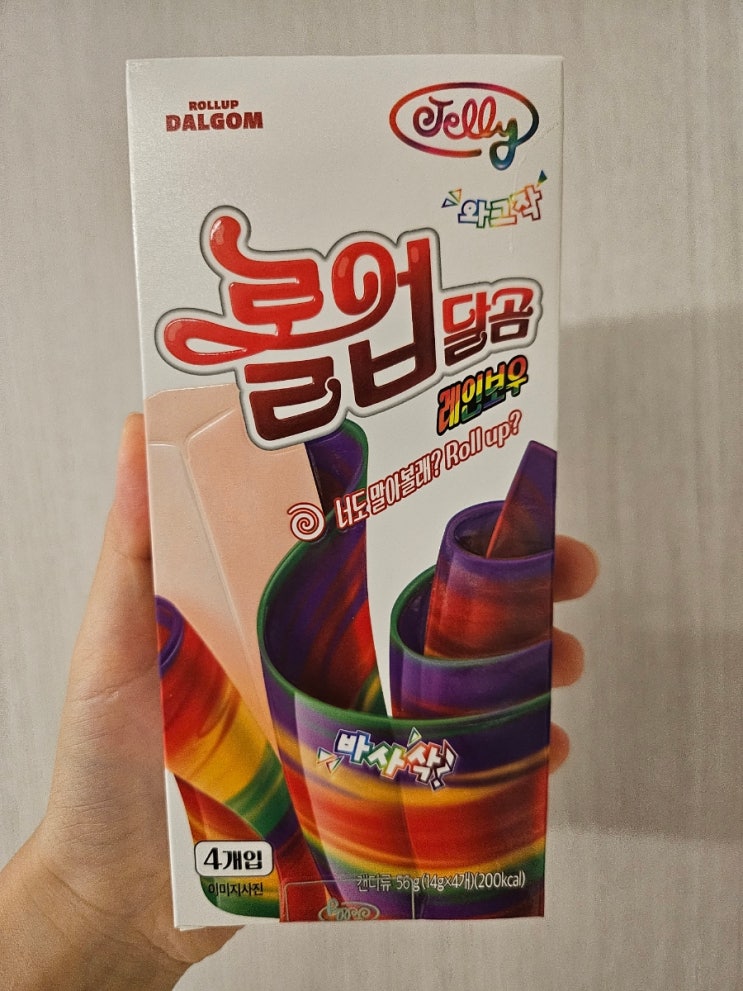 ROLLUP
DALGOM
Jelly
와그작
롤업 달곰
레인보우
너도 말아볼래? Roll up?
바사삭!
4개입
이미지사진
캔디류 56g(14g×4개)(200kcal)